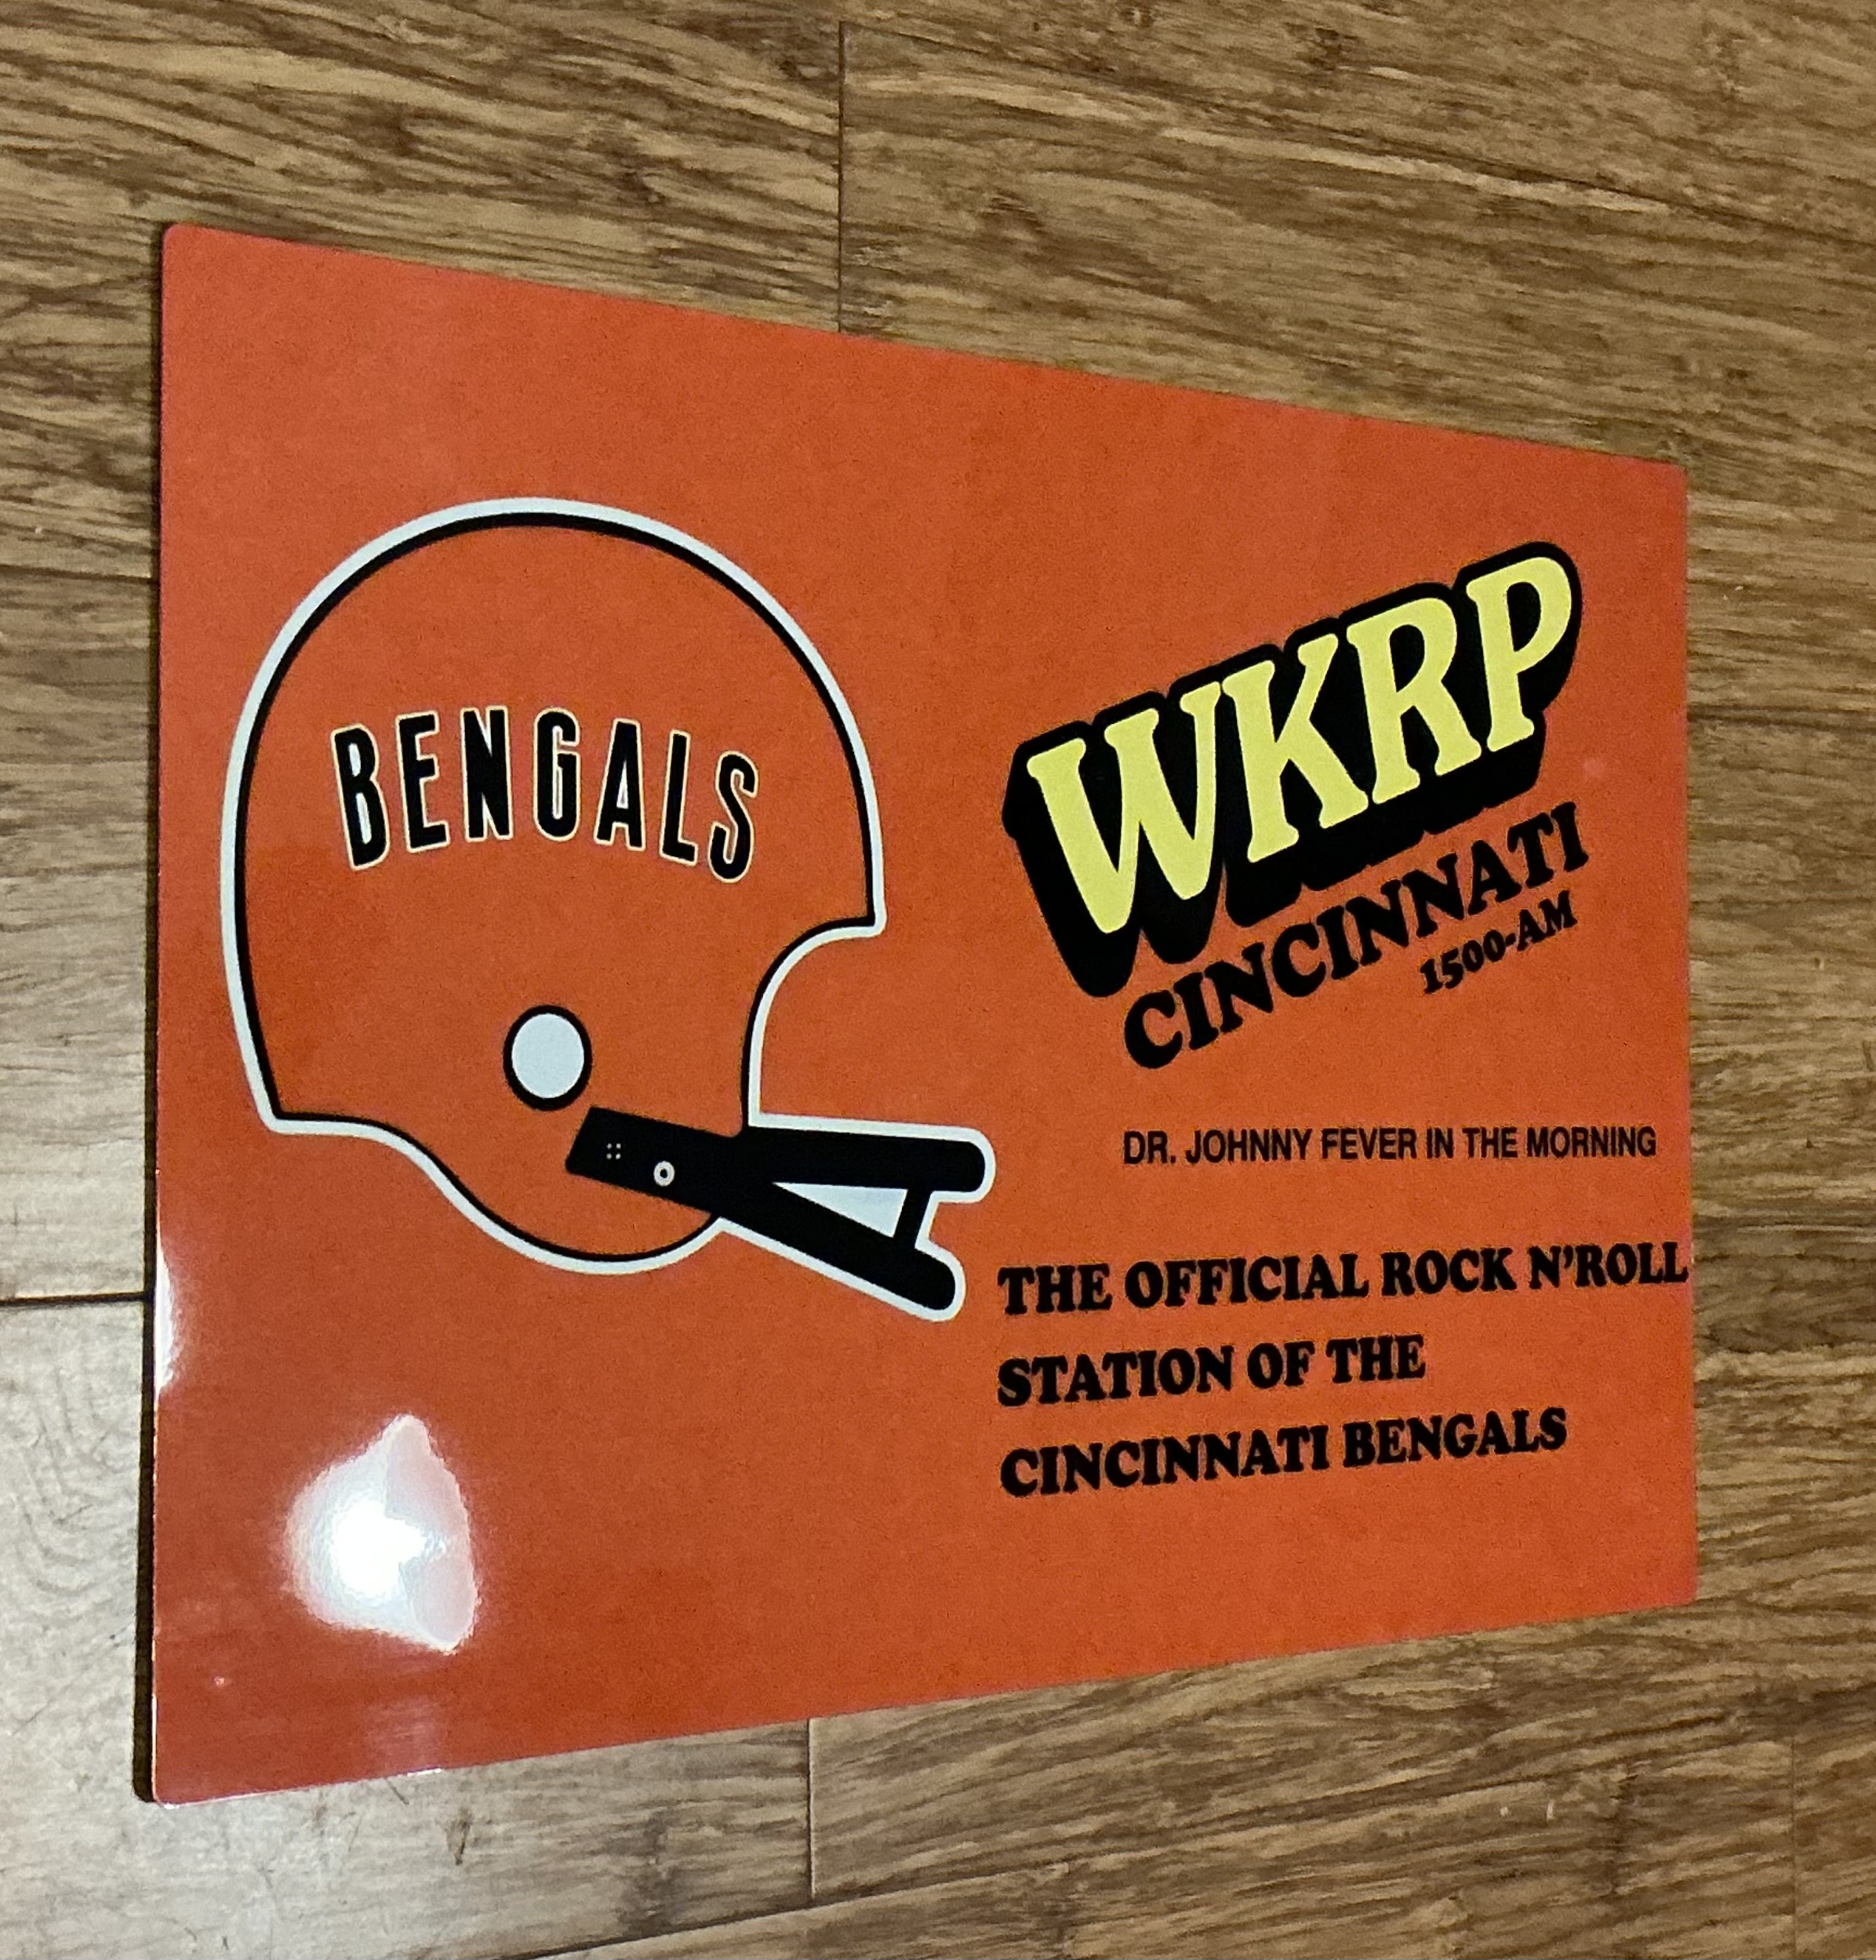 BENGALS
WKRP
CINCINNATI
1500-AM
DR. JOHNNY FEVER IN THE MORNING
THE OFFICIAL ROCK N'ROLL
STATION OF THE
CINCINNATI BENGALS